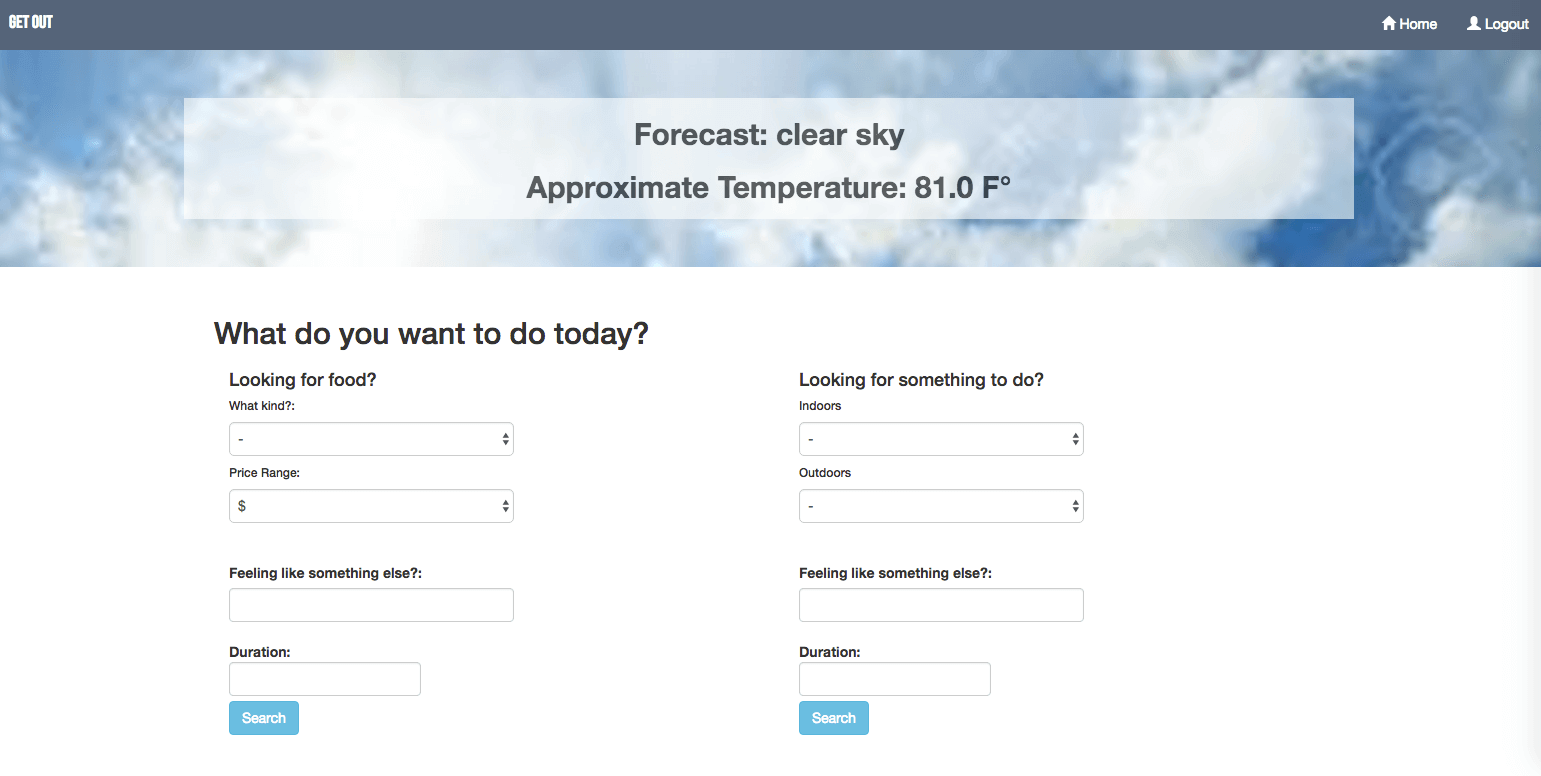 GET OUT
Home
Logout
Forecast: clear sky
Approximate Temperature: 81.0 F°
What do you want to do today?
Looking for food?
What kind?:
-
Price Range:
$
Feeling like something else?:
Duration:
Search
Looking for something to do?
Indoors
-
Outdoors
-
Feeling like something else?:
Duration:
Search